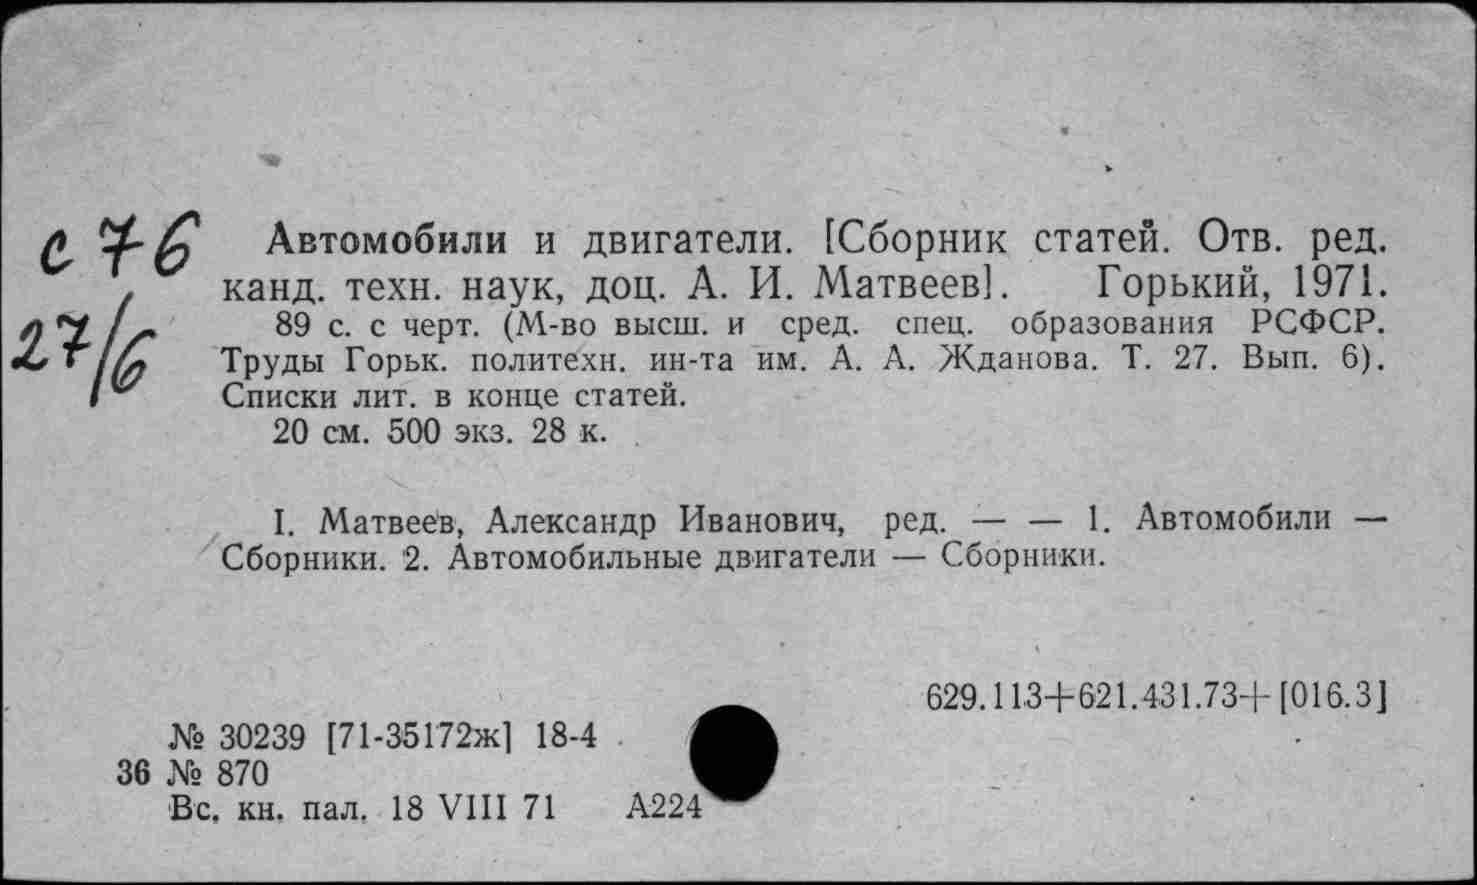 с 76
27/6
Автомобили и двигатели. [Сборник статей. Отв. ред.
канд. техн. наук, доц. А. И. Матвеев]. Горький, 1971.
89 с. с черт. (М-во высш. и сред. спец. образования РСФСР.
Труды Горьк. политехн. ин-та им. А. А. Жданова. Т. 27. Вып. 6).
Списки лит. в конце статей.
20 см. 500 экз. 28 к.
I. Матвеев, Александр Иванович, ред. — — 1. Автомобили —
Сборники. 2. Автомобильные двигатели — Сборники.
629.113+621.431.73+[016.3]
№ 30239 [71-35172ж] 18-4
36 № 870
Вс. кн. пал. 18 VIII 71 А224